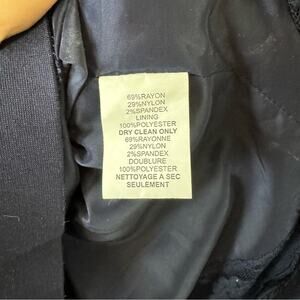 69%RAYON
29%NYLON
2%SPANDEX
LINING
100%POLYESTER
DRY CLEAN ONLY
69%RAYONNE
29%NYLON
2%SPANDEX
DOUBLURE
100%POLYESTER
NETTOYAGE A SEC
SEULEMENT